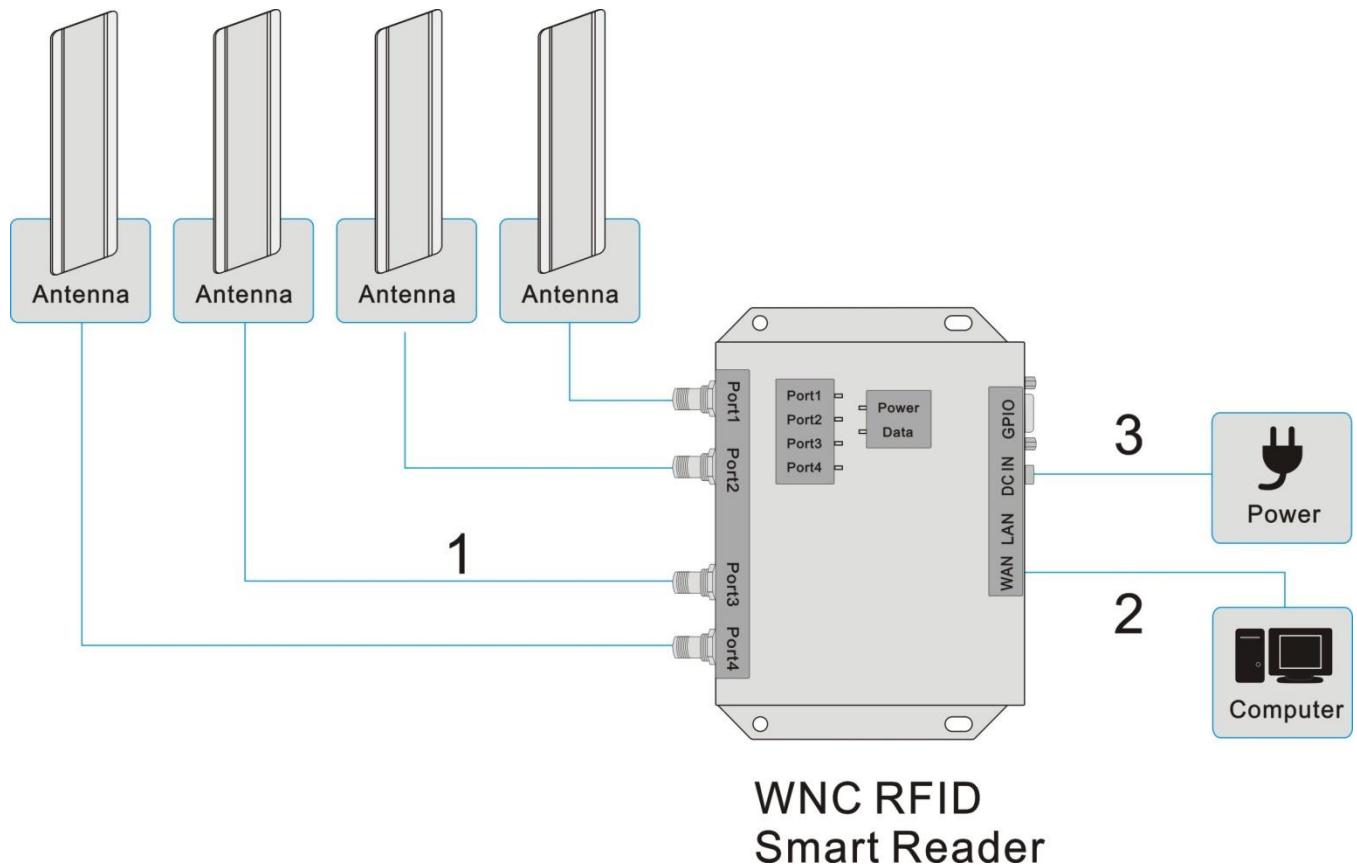 Antenna
Antenna
Antenna
Antenna
Port1
Port2
Port3
Port4
Port1
Port2
Port3
Port4
Power
Data
GPIO
DC IN
LAN
WAN
1
3
2
Power
Computer
WNC RFID
Smart Reader